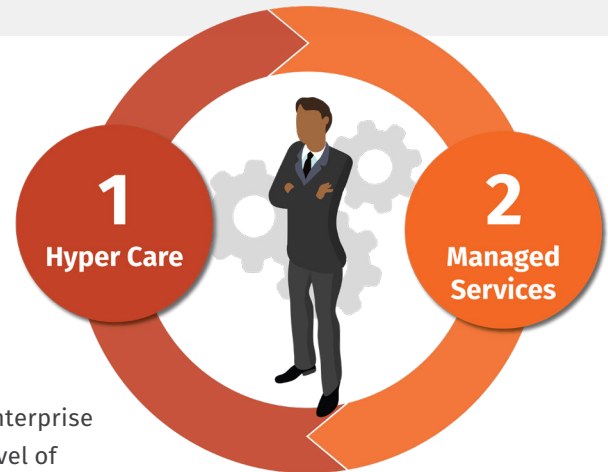 1
Hyper Care
2
Managed
Services
nterprise
vel of